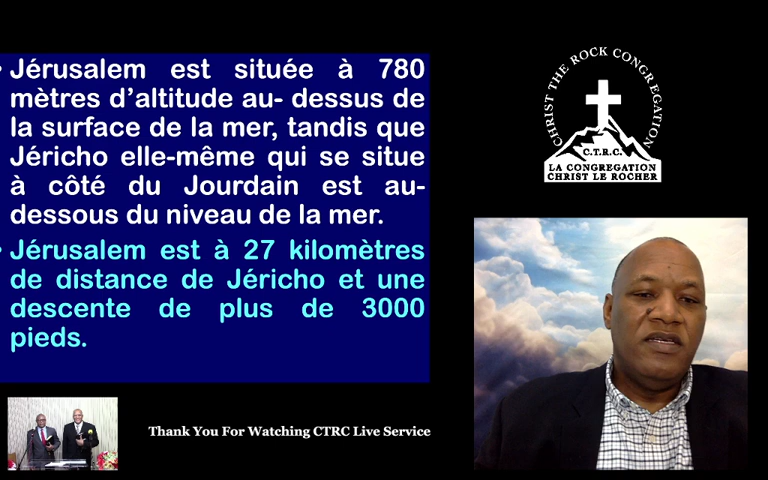 • Jérusalem est située à 780
mètres d’altitude au- dessus de
la surface de la mer, tandis que
Jéricho elle-même qui se situe
à côté du Jourdain est au-
dessous du niveau de la mer.
• Jérusalem est à 27 kilomètres
de distance de Jéricho et une
descente de plus de 3000
pieds.
CHRIST THE ROCK CONGREGATION
C.T.R.C.
LA CONGREGATION
CHRIST LE ROCHER
Thank You For Watching CTRC Live Service